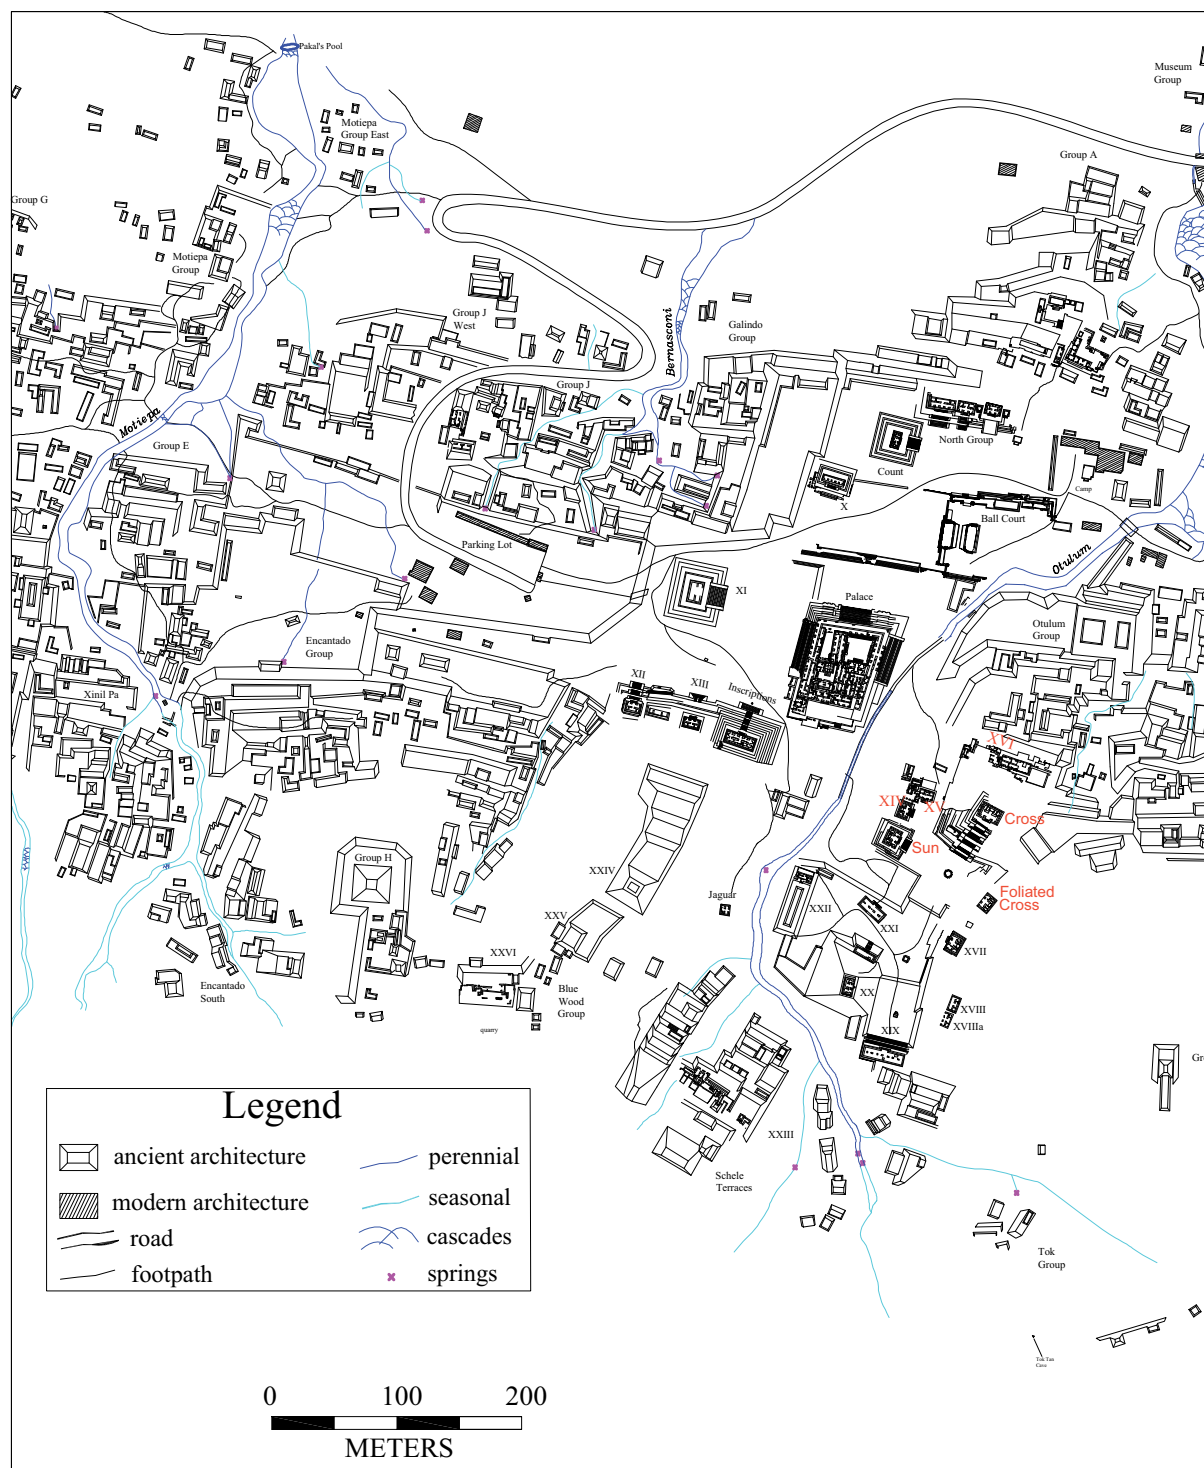 Pakal's Pool
Museum
Group
Motiepa
Group East
Group A
Group G
Motiepa
Group
Group J
West
Bernasconi
Galindo
Group
Group J
Motiepa
Group E
North Group
Count
X
Camp
Ball Court
Parking Lot
Otulum
XI
Palace
Otulum
Group
Encantado
Group
XII
XIII
Inscriptions
Xinil Pa
XVI
XIV
XV
Cross
Sun
Group H
XXIV
Jaguar
Foliated
Cross
XXII
XXV
XXI
XXVI
XVII
Encantado
South
Blue
Wood
Group
XX
XVIII
XVIIIa
quarry
XIX
Gr
XXIII
Schele
Terraces
Tok
Group
Tok Tan
Cave
Legend
ancient architecture
perennial
modern architecture
seasonal
road
cascades
footpath
springs
0 100 200
METERS